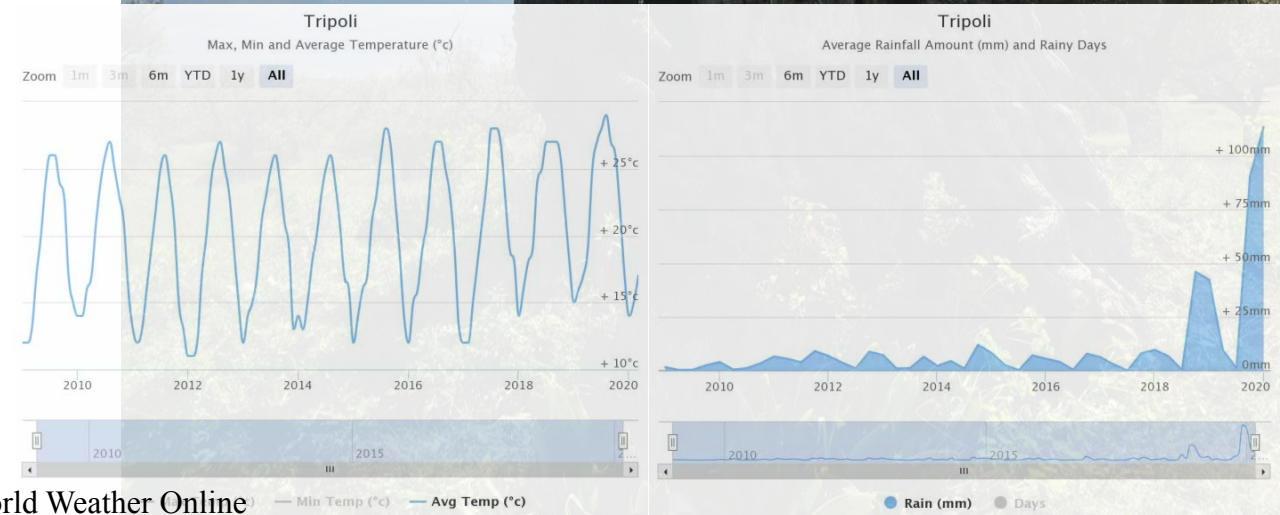 Tripoli
Max, Min and Average Temperature (°c)
Zoom 1m 3m 6m YTD 1y All
+ 25°c
+ 20°c
+ 15°c
+ 10°c
2010 2012 2014 2016 2018 2020
2010 2015 2...
Min Temp (°c) Avg Temp (°c)
Tripoli
Average Rainfall Amount (mm) and Rainy Days
Zoom 1m 3m 6m YTD 1y All
+ 100mm
+ 75mm
+ 50mm
+ 25mm
0mm
2010 2012 2014 2016 2018 2020
2010 2015 2...
Rain (mm) Days
rld Weather Online